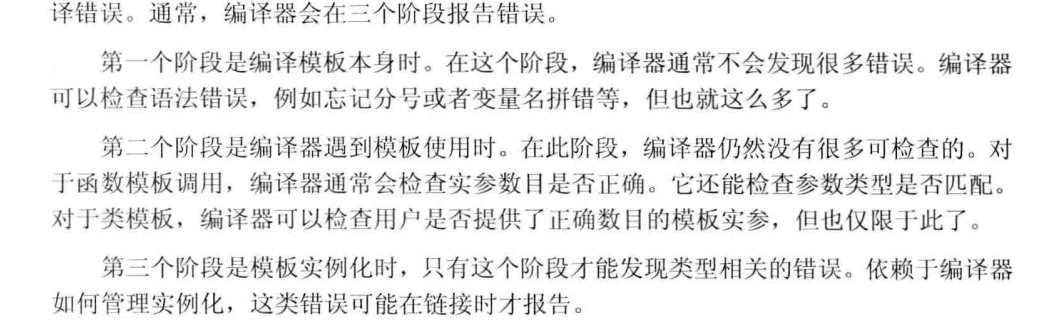 译错误。通常，编译器会在三个阶段报告错误。
第一个阶段是编译模板本身时。在这个阶段，编译器通常不会发现很多错误。编译器
可以检查语法错误，例如忘记分号或者变量名拼错等，但也就这么多了。
第二个阶段是编译器遇到模板使用时。在此阶段，编译器仍然没有很多可检查的。对
于函数模板调用，编译器通常会检查实参数目是否正确。它还能检查参数类型是否匹配。
对于类模板，编译器可以检查用户是否提供了正确数目的模板实参，但也仅限于此了。
第三个阶段是模板实例化时，只有这个阶段才能发现类型相关的错误。依赖于编译器
如何管理实例化，这类错误可能在链接时才报告。